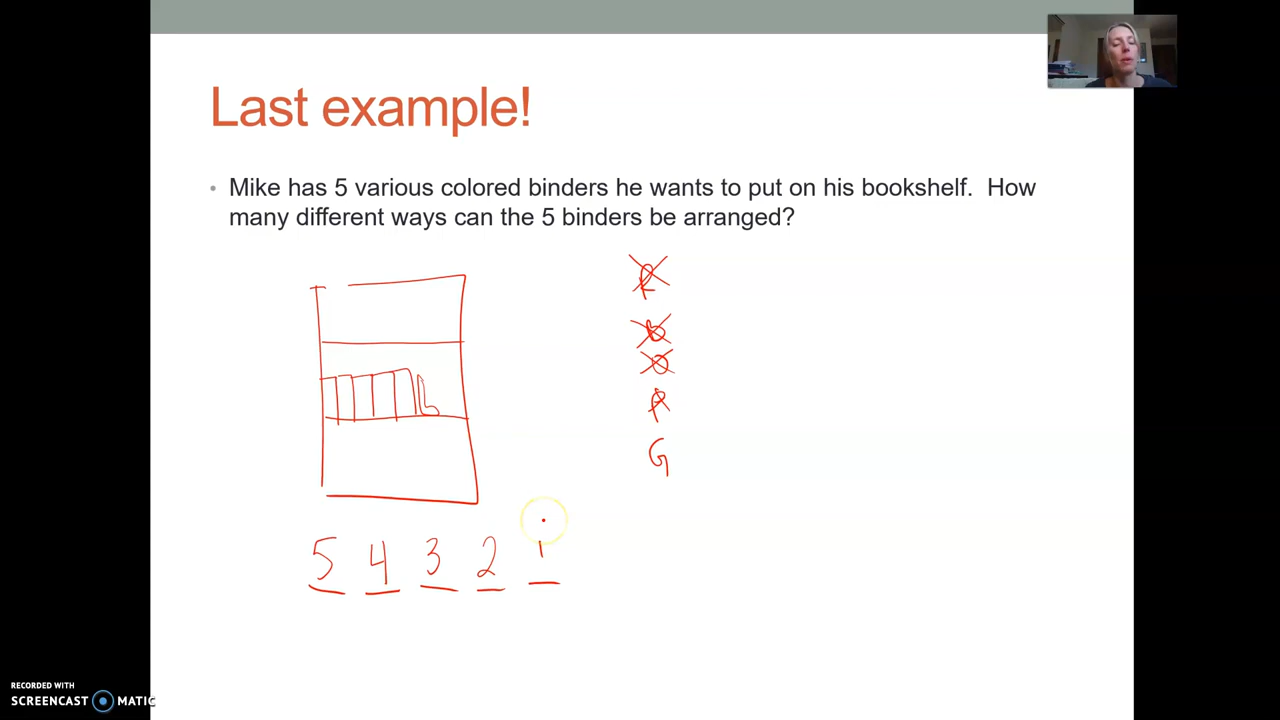 Last example!
• Mike has 5 various colored binders he wants to put on his bookshelf. How
many different ways can the 5 binders be arranged?
R
b
O
P
G
5 4 3 2 1
RECORDED WITH
SCREENCAST MATIC